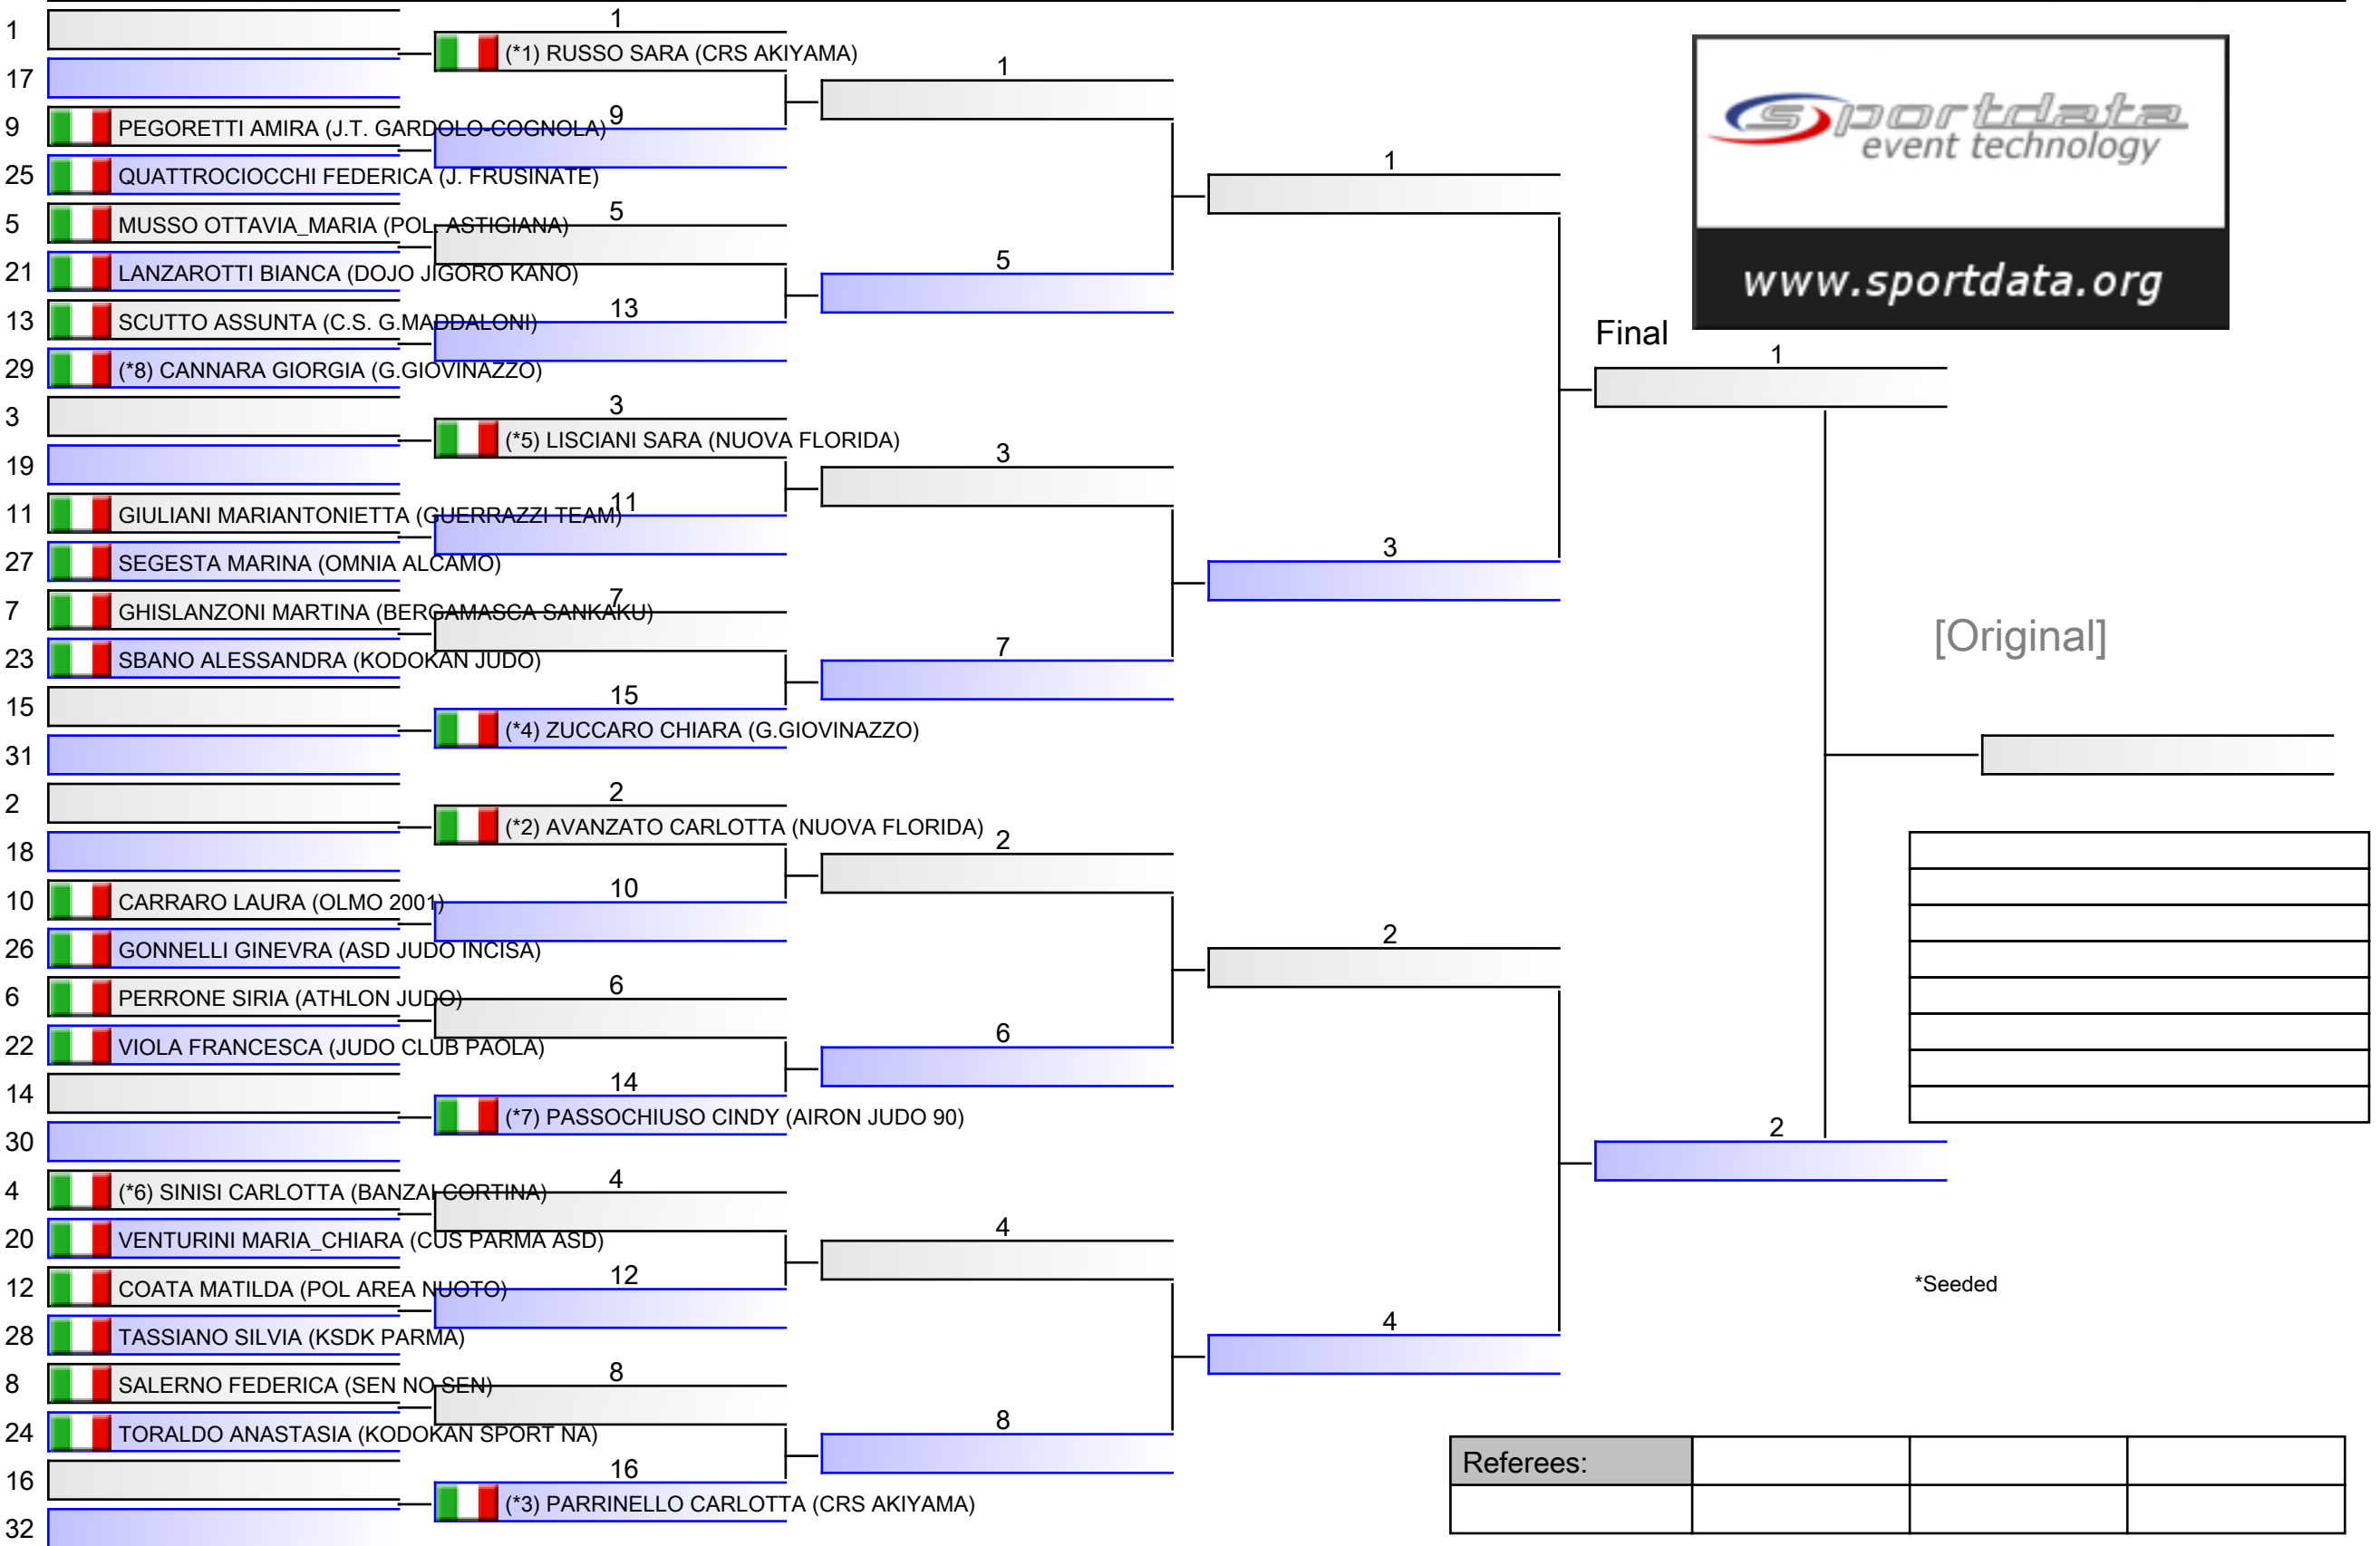 1
1
(*1) RUSSO SARA (CRS AKIYAMA)
17
1
9
9
PEGORETTI AMIRA (J.T. GARDOLO-COGNOLA)
25
QUATTROCIOCCHI FEDERICA (J. FRUSINATE)
1
5
5
MUSSO OTTAVIA_MARIA (POL. ASTIGIANA)
21
LANZAROTTI BIANCA (DOJO JIGORO KANO)
5
13
13
SCUTTO ASSUNTA (C.S. G.MADDALONI)
29
(*8) CANNARA GIORGIA (G.GIOVINAZZO)
sportdata
event technology
www.sportdata.org
Final
1
3
3
(*5) LISCIANI SARA (NUOVA FLORIDA)
19
3
11
11
GIULIANI MARIANTONIETTA (GUERRAZZI TEAM)
27
SEGESTA MARINA (OMNIA ALCAMO)
3
7
7
GHISLANZONI MARTINA (BERGAMASCA SANKAKU)
23
SBANO ALESSANDRA (KODOKAN JUDO)
7
[Original]
15
15
(*4) ZUCCARO CHIARA (G.GIOVINAZZO)
31
2
2
(*2) AVANZATO CARLOTTA (NUOVA FLORIDA)
18
2
10
10
CARRARO LAURA (OLMO 2001)
26
GONNELLI GINEVRA (ASD JUDO INCISA)
2
6
6
PERRONE SIRIA (ATHLON JUDO)
22
VIOLA FRANCESCA (JUDO CLUB PAOLA)
6
14
14
(*7) PASSOCHIUSO CINDY (AIRON JUDO 90)
30
2
4
4
(*6) SINISI CARLOTTA (BANZAI CORTINA)
20
VENTURINI MARIA_CHIARA (CUS PARMA ASD)
4
12
12
COATA MATILDA (POL AREA NUOTO)
28
TASSIANO SILVIA (KSDK PARMA)
4
*Seeded
8
8
SALERNO FEDERICA (SEN NO SEN)
24
TORALDO ANASTASIA (KODOKAN SPORT NA)
8
16
16
(*3) PARRINELLO CARLOTTA (CRS AKIYAMA)
32
Referees: